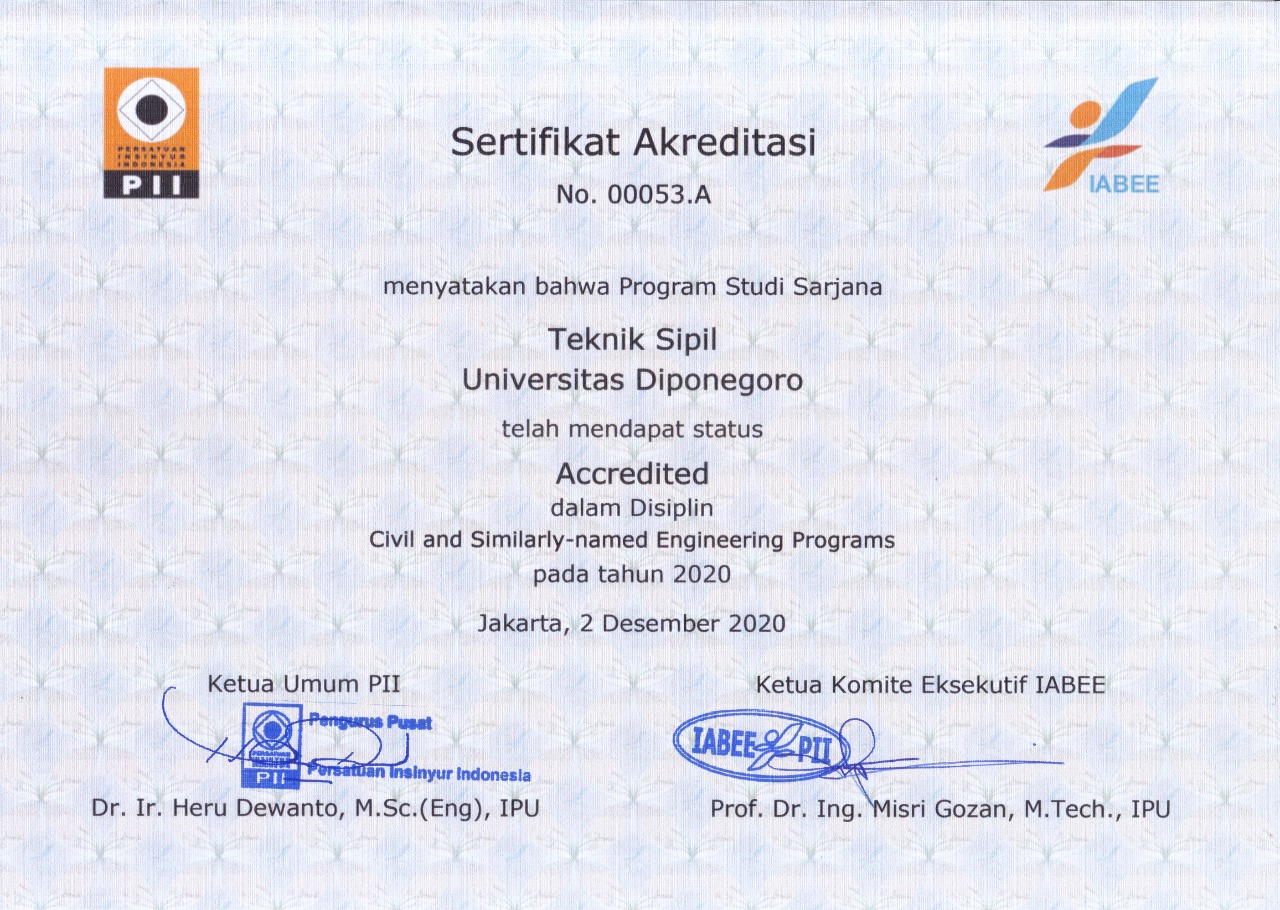 PERSATUAN
INSINYUR
INDONESIA
PII
IABEE
Sertifikat Akreditasi
No. 00053.A
menyatakan bahwa Program Studi Sarjana
Teknik Sipil
Universitas Diponegoro
telah mendapat status
Accredited
dalam Disiplin
Civil and Similarly-named Engineering Programs
pada tahun 2020
Jakarta, 2 Desember 2020
Ketua Umum PII
Pengurus Pusat
PERSATUAN
INSINYUR
INDONESIA
PII
Persatuan Insinyur Indonesia
Dr. Ir. Heru Dewanto, M.Sc.(Eng), IPU
Ketua Komite Eksekutif IABEE
IABEE PII
Prof. Dr. Ing. Misri Gozan, M.Tech., IPU